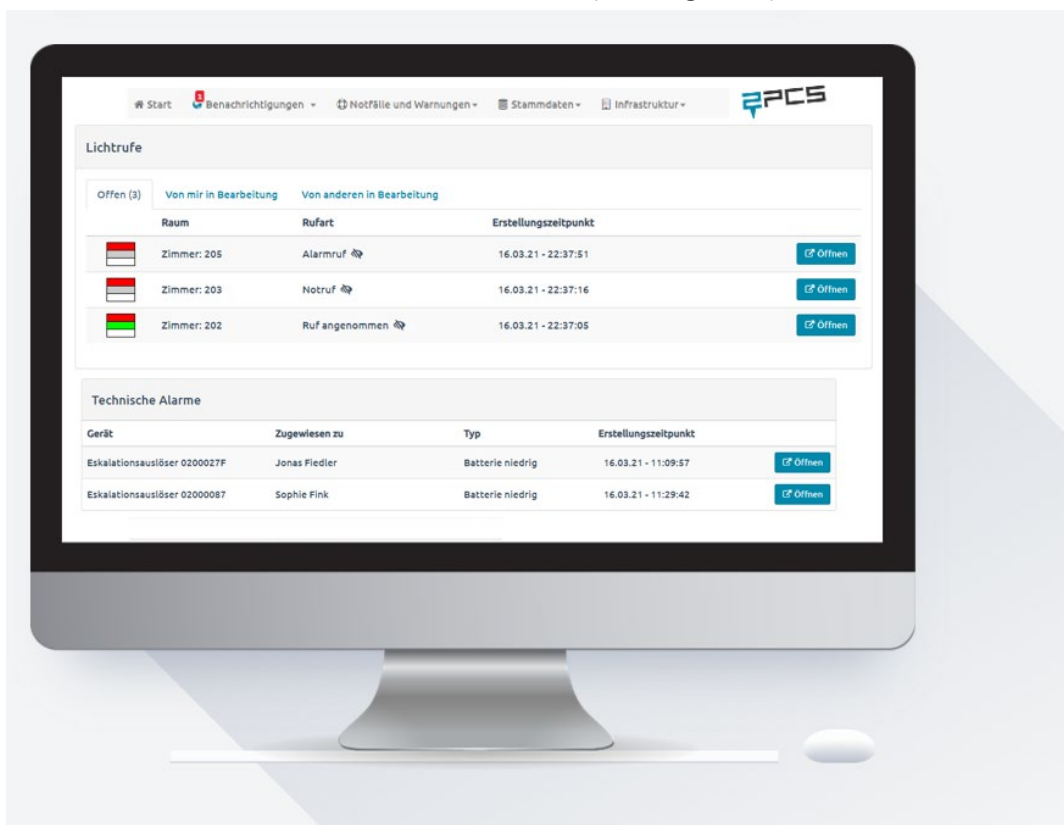 Start Benachrichtigungen Notfälle und Warnungen Stammdaten Infrastruktur 2PCS
Lichtrufe
Offen (3) Von mir in Bearbeitung Von anderen in Bearbeitung
Raum Rufart Erstellungszeitpunkt
Zimmer: 205 Alarmruf 16.03.21 - 22:37:51 Öffnen
Zimmer: 203 Notruf 16.03.21 - 22:37:16 Öffnen
Zimmer: 202 Ruf angenommen 16.03.21 - 22:37:05 Öffnen
Technische Alarme
Gerät Zugewiesen zu Typ Erstellungszeitpunkt
Eskalationsauslöser 0200027F Jonas Fiedler Batterie niedrig 16.03.21 - 11:09:57 Öffnen
Eskalationsauslöser 02000087 Sophie Fink Batterie niedrig 16.03.21 - 11:29:42 Öffnen